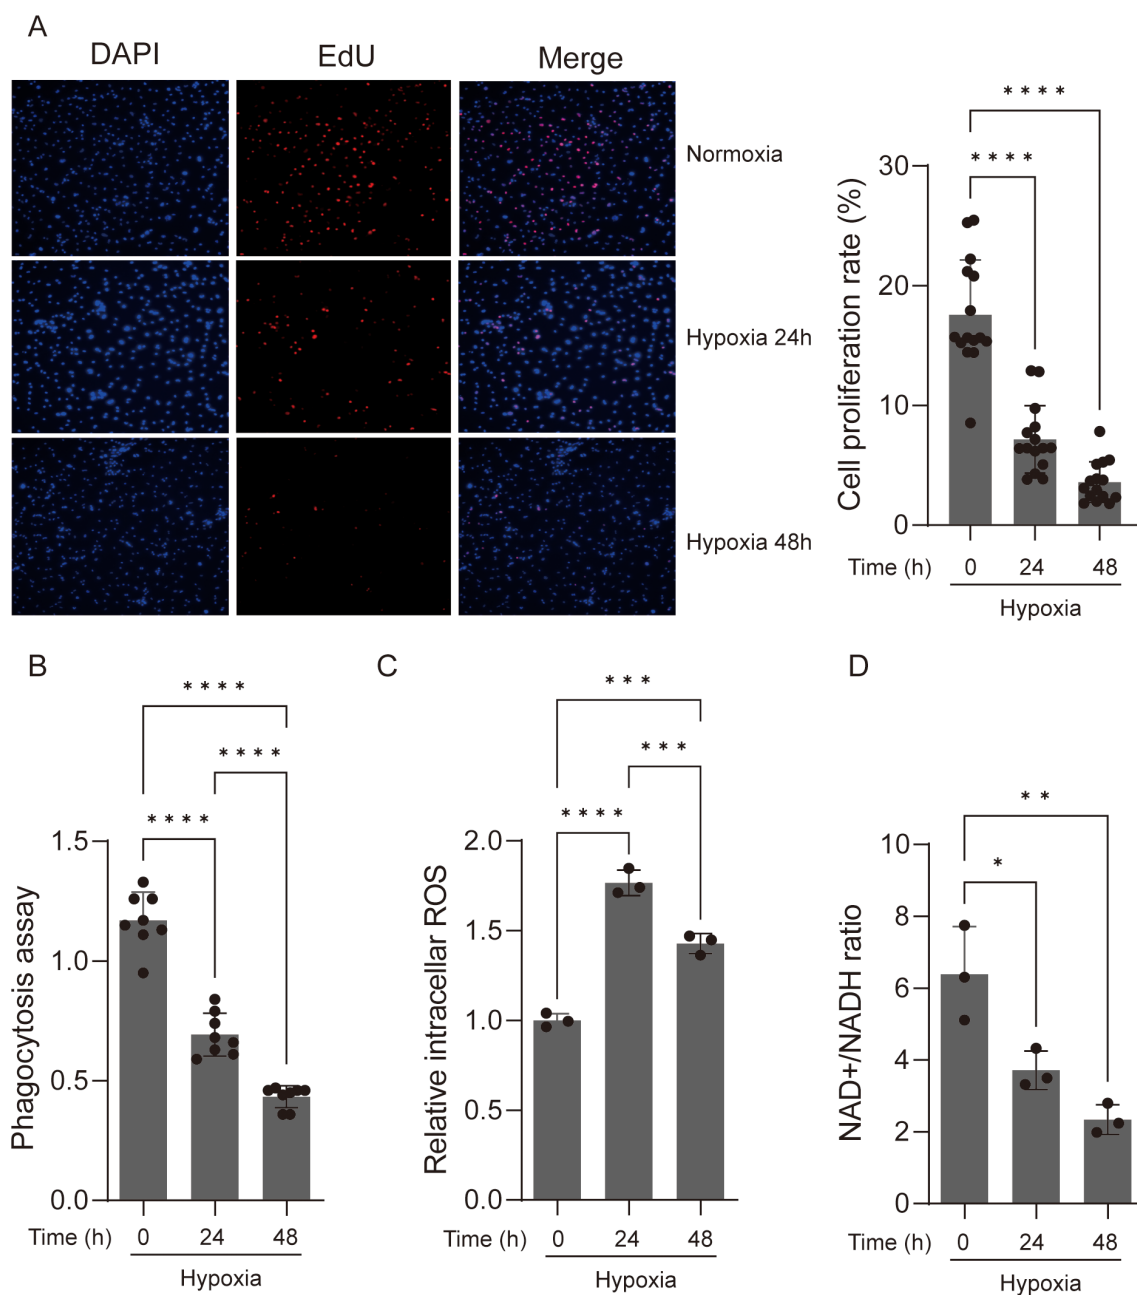 A
DAPI EdU Merge
Normoxia
Hypoxia 24h
Hypoxia 48h
Cell proliferation rate (%)
30
20
10
0
* * * *
* * * *
Time (h) 0 24 48
Hypoxia
B
Phagocytosis assay
1.5
1.0
0.5
0.0
* * * *
* * * *
* * * *
Time (h) 0 24 48
Hypoxia
C
Relative intracellar ROS
2.0
1.5
1.0
0.5
0.0
* * *
* * *
* * * *
Time (h) 0 24 48
Hypoxia
D
NAD+/NADH ratio
10
8
6
4
2
0
* *
*
Time (h) 0 24 48
Hypoxia